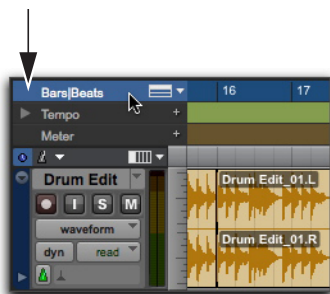 Bars|Beats 16 17
Tempo +
Meter +
Drum Edit Drum Edit_01.L
I S M
waveform
dyn read Drum Edit_01.R